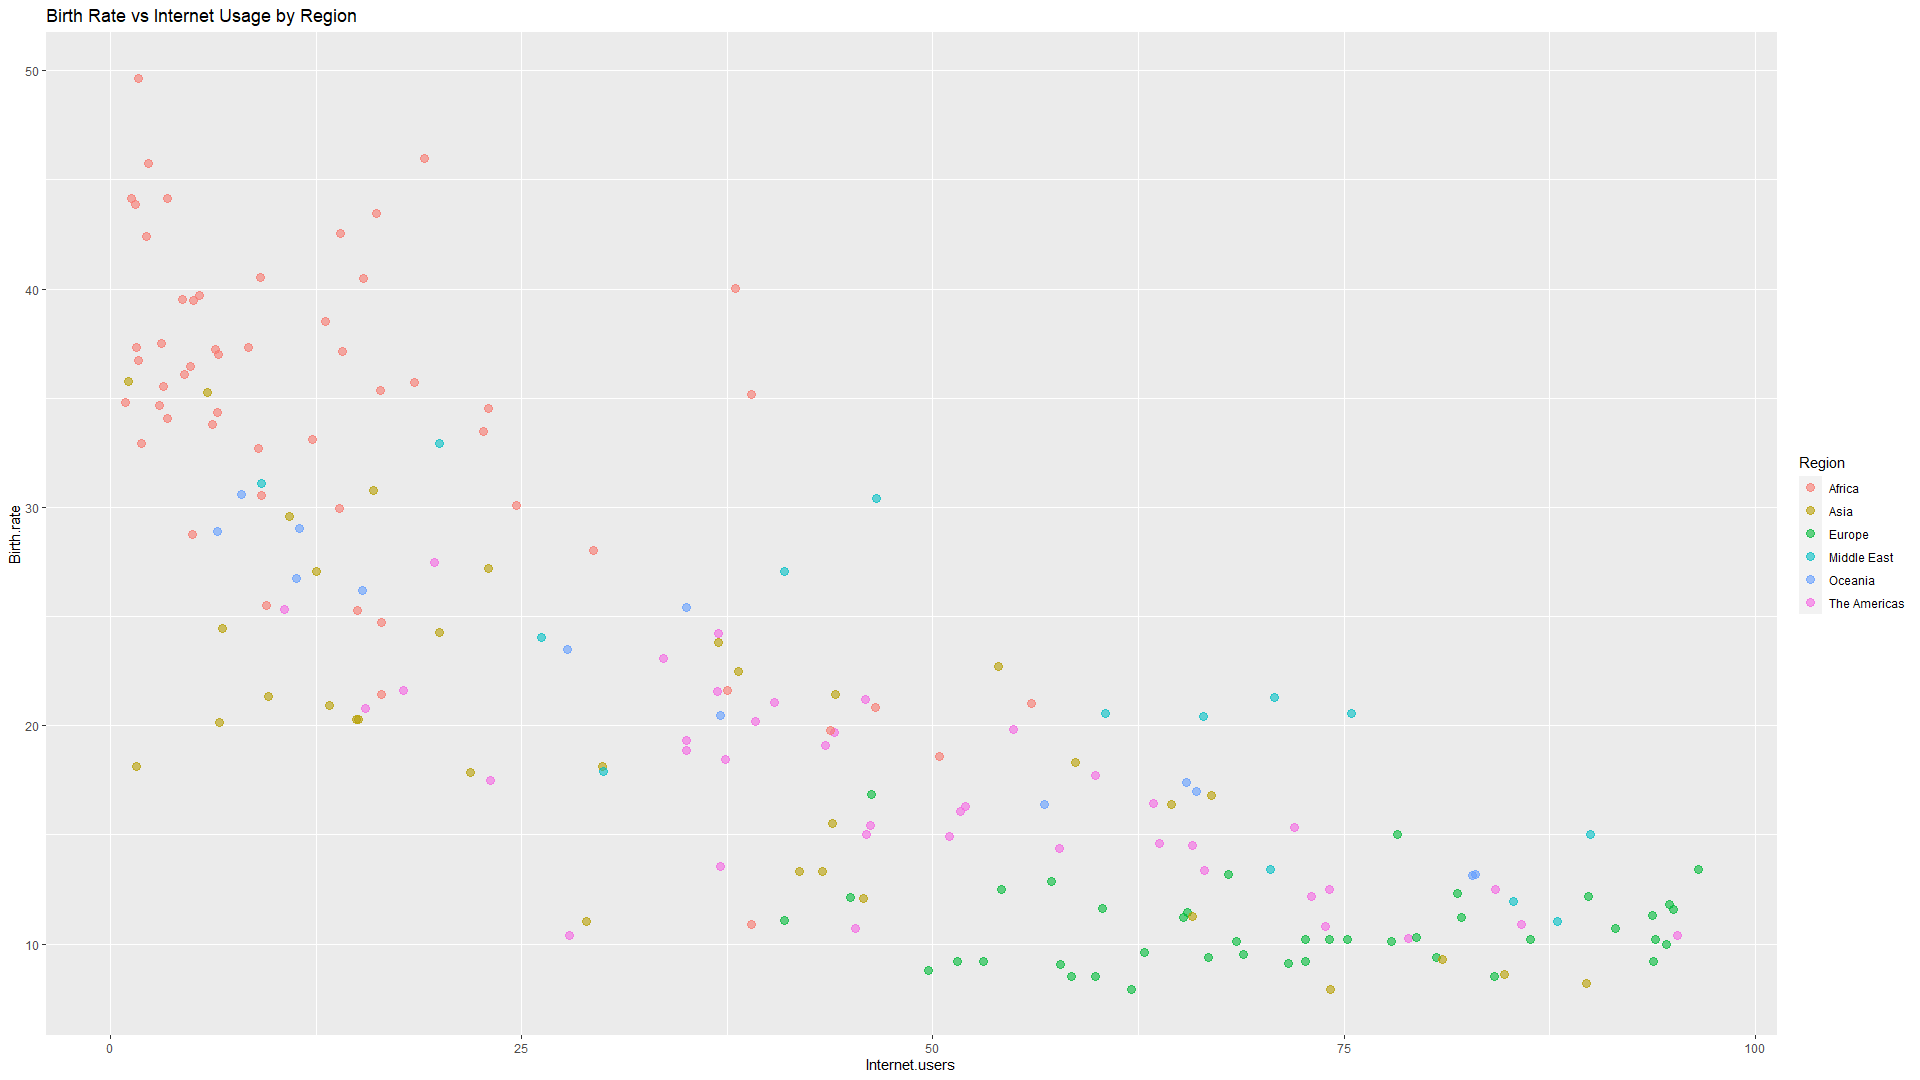 Birth Rate vs Internet Usage by Region
50
40
30
20
10
Birth.rate
0
25
50
75
100
Internet.users
Region
Africa
Asia
Europe
Middle East
Oceania
The Americas